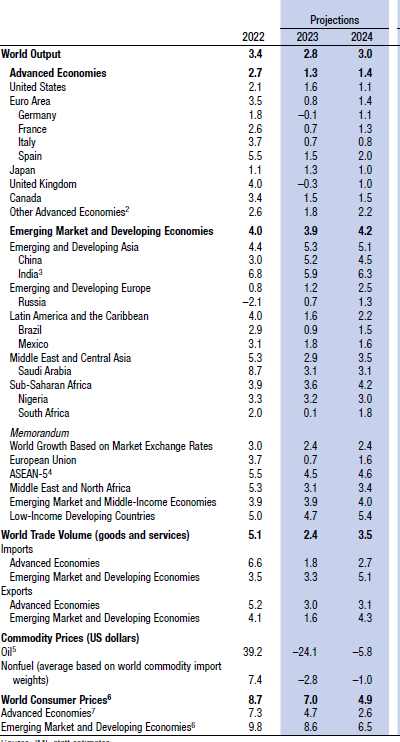 Projections
2022 2023 2024
World Output 3.4 2.8 3.0
Advanced Economies 2.7 1.3 1.4
United States 2.1 1.6 1.1
Euro Area 3.5 0.8 1.4
Germany 1.8 –0.1 1.1
France 2.6 0.7 1.3
Italy 3.7 0.7 0.8
Spain 5.5 1.5 2.0
Japan 1.1 1.3 1.0
United Kingdom 4.0 –0.3 1.0
Canada 3.4 1.5 1.5
Other Advanced Economies² 2.6 1.8 2.2
Emerging Market and Developing Economies 4.0 3.9 4.2
Emerging and Developing Asia 4.4 5.3 5.1
China 3.0 5.2 4.5
India³ 6.8 5.9 6.3
Emerging and Developing Europe 0.8 1.2 2.5
Russia –2.1 0.7 1.3
Latin America and the Caribbean 4.0 1.6 2.2
Brazil 2.9 0.9 1.5
Mexico 3.1 1.8 1.6
Middle East and Central Asia 5.3 2.9 3.5
Saudi Arabia 8.7 3.1 3.1
Sub-Saharan Africa 3.9 3.6 4.2
Nigeria 3.3 3.2 3.0
South Africa 2.0 0.1 1.8
Memorandum
World Growth Based on Market Exchange Rates 3.0 2.4 2.4
European Union 3.7 0.7 1.6
ASEAN-5⁴ 5.5 4.5 4.6
Middle East and North Africa 5.3 3.1 3.4
Emerging Market and Middle-Income Economies 3.9 3.9 4.0
Low-Income Developing Countries 5.0 4.7 5.4
World Trade Volume (goods and services) 5.1 2.4 3.5
Imports
Advanced Economies 6.6 1.8 2.7
Emerging Market and Developing Economies 3.5 3.3 5.1
Exports
Advanced Economies 5.2 3.0 3.1
Emerging Market and Developing Economies 4.1 1.6 4.3
Commodity Prices (US dollars)
Oil⁵ 39.2 –24.1 –5.8
Nonfuel (average based on world commodity import
weights) 7.4 –2.8 –1.0
World Consumer Prices⁶ 8.7 7.0 4.9
Advanced Economies⁷ 7.3 4.7 2.6
Emerging Market and Developing Economies⁶ 9.8 8.6 6.5